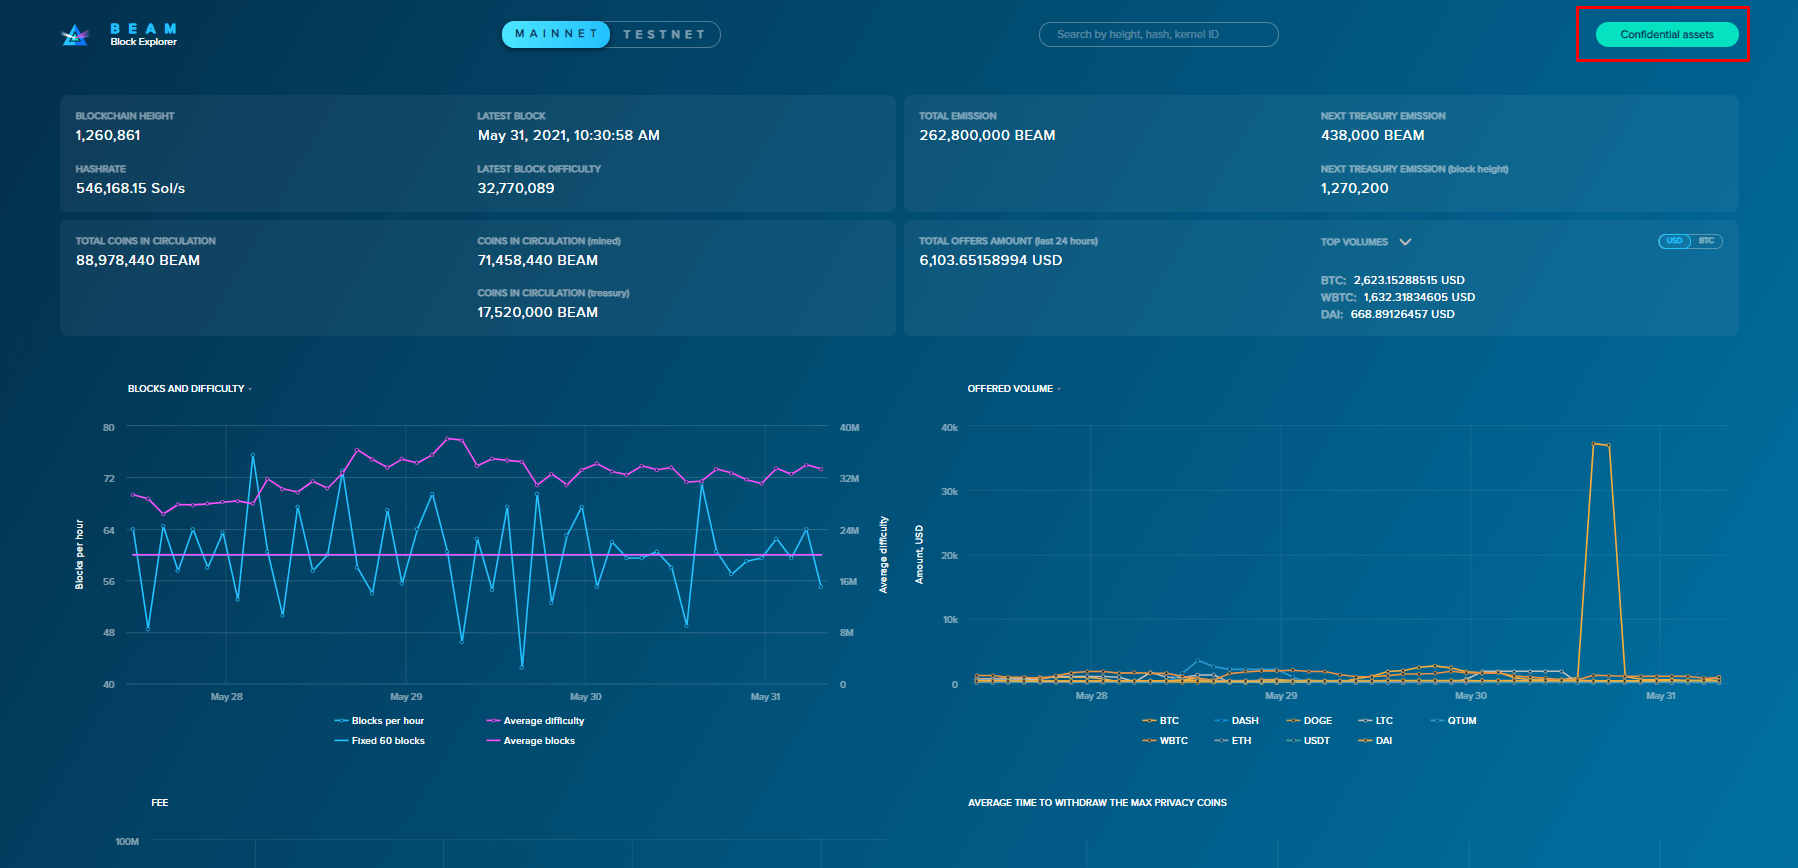 BEAM
Block Explorer
MAINNET TESTNET
Search by height, hash, kernel ID
Confidential assets
BLOCKCHAIN HEIGHT
1,260,861
LATEST BLOCK
May 31, 2021, 10:30:58 AM
HASHRATE
546,168.15 Sol/s
LATEST BLOCK DIFFICULTY
32,770,089
TOTAL EMISSION
262,800,000 BEAM
NEXT TREASURY EMISSION
438,000 BEAM
NEXT TREASURY EMISSION (block height)
1,270,200
TOTAL COINS IN CIRCULATION
88,978,440 BEAM
COINS IN CIRCULATION (mined)
71,458,440 BEAM
COINS IN CIRCULATION (treasury)
17,520,000 BEAM
TOTAL OFFERS AMOUNT (last 24 hours)
6,103.65158994 USD
TOP VOLUMES
USD BTC
BTC: 2,623.15288515 USD
WBTC: 1,632.31834605 USD
DAI: 668.89126457 USD
BLOCKS AND DIFFICULTY -
80 40M
72 32M
64 24M
56 16M
48 8M
40 0
Blocks per hour
Average difficulty
May 28 May 29 May 30 May 31
Blocks per hour Average difficulty
Fixed 60 blocks Average blocks
OFFERED VOLUME -
40k
30k
20k
10k
0
Amount, USD
May 28 May 29 May 30 May 31
BTC DASH DOGE LTC QTUM
WBTC ETH USDT DAI
FEE
100M
AVERAGE TIME TO WITHDRAW THE MAX PRIVACY COINS